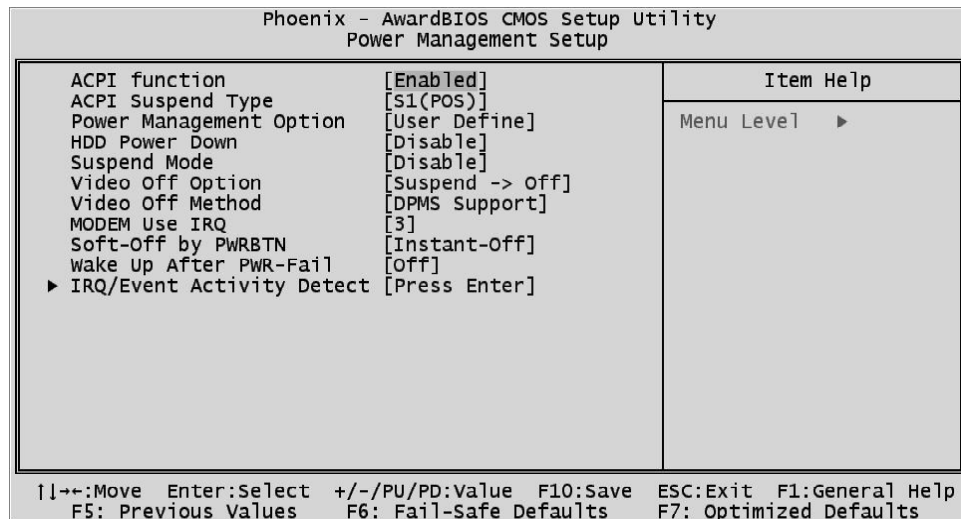 Phoenix - AwardBIOS CMOS Setup Utility
Power Management Setup
ACPI function [Enabled]
ACPI Suspend Type [S1(POS)]
Power Management Option [User Define]
HDD Power Down [Disable]
Suspend Mode [Disable]
Video Off Option [Suspend -> Off]
Video Off Method [DPMS Support]
MODEM Use IRQ [3]
Soft-Off by PWRBTN [Instant-Off]
Wake Up After PWR-Fail [Off]
▶ IRQ/Event Activity Detect [Press Enter]
Item Help
Menu Level ▶
↑↓→←:Move Enter:Select +/-/PU/PD:Value F10:Save ESC:Exit F1:General Help
F5: Previous Values F6: Fail-Safe Defaults F7: Optimized Defaults